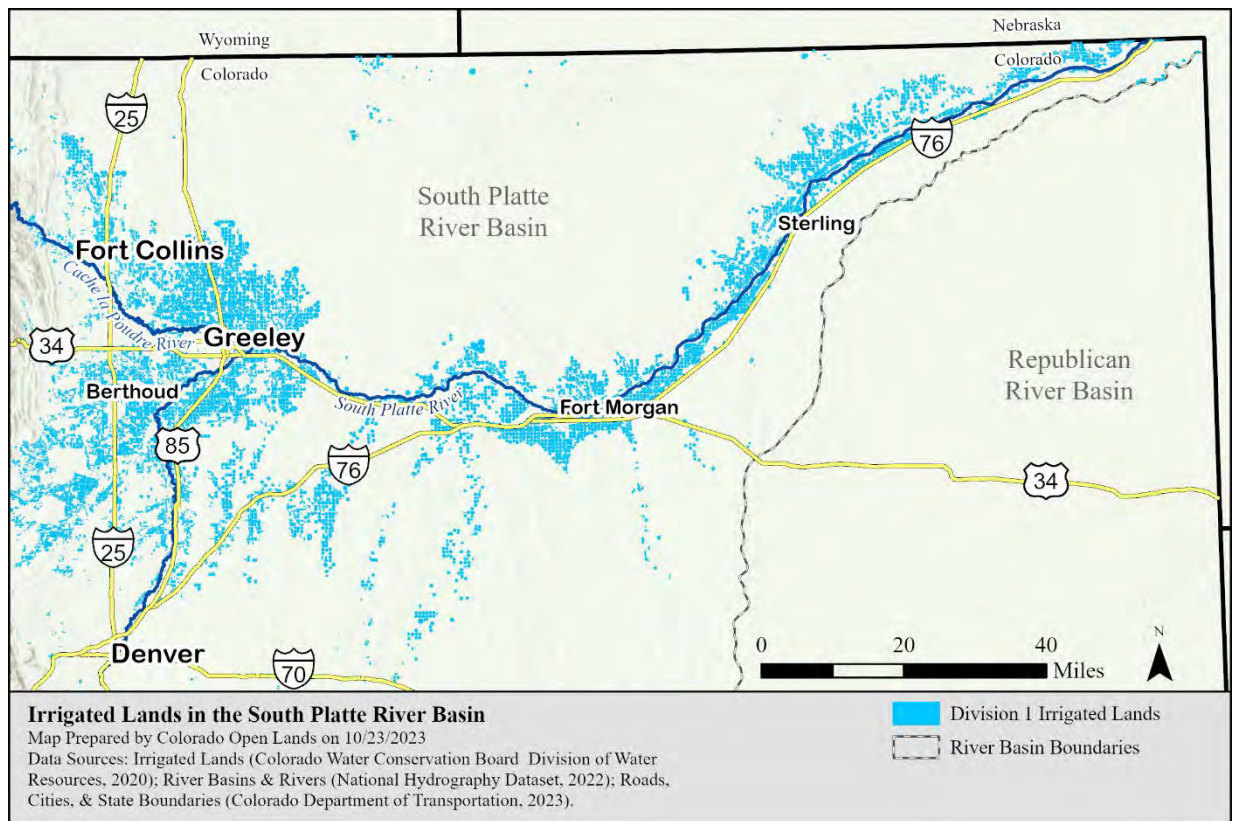 Wyoming
Nebraska
Colorado
Colorado
25
76
South Platte
River Basin
Sterling
Fort Collins
Cache la Poudre River
Greeley
34
Republican
River Basin
Berthoud
South Platte River
Fort Morgan
85
76
34
25
0 20 40
Miles
N
Denver
70
Irrigated Lands in the South Platte River Basin
Map Prepared by Colorado Open Lands on 10/23/2023
Data Sources: Irrigated Lands (Colorado Water Conservation Board Division of Water
Resources, 2020); River Basins & Rivers (National Hydrography Dataset, 2022); Roads,
Cities, & State Boundaries (Colorado Department of Transportation, 2023).
Division 1 Irrigated Lands
River Basin Boundaries